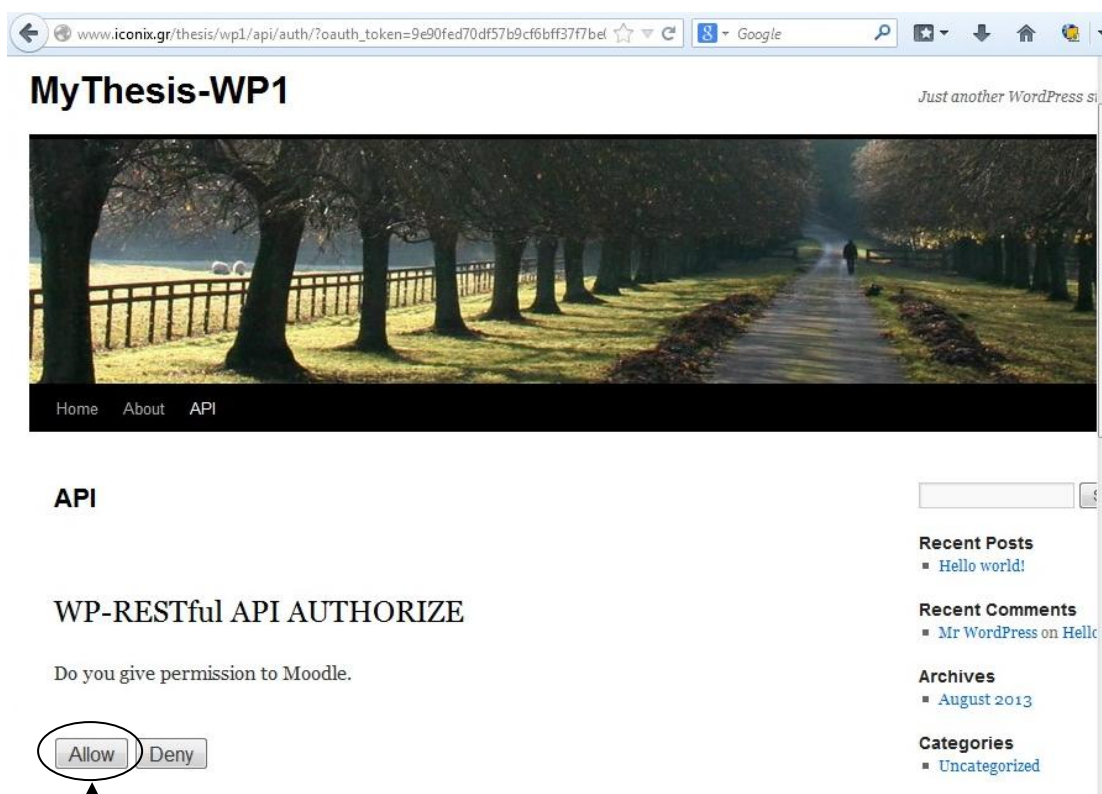 www.iconix.gr/thesis/wp1/api/auth/?oauth_token=9e90fed70df57b9cf6bff37f7be
Google
MyThesis-WP1
Just another WordPress
Home About API
API
WP-RESTful API AUTHORIZE
Do you give permission to Moodle.
Allow Deny
Recent Posts
Hello world!
Recent Comments
Mr WordPress on Hello
Archives
August 2013
Categories
Uncategorized